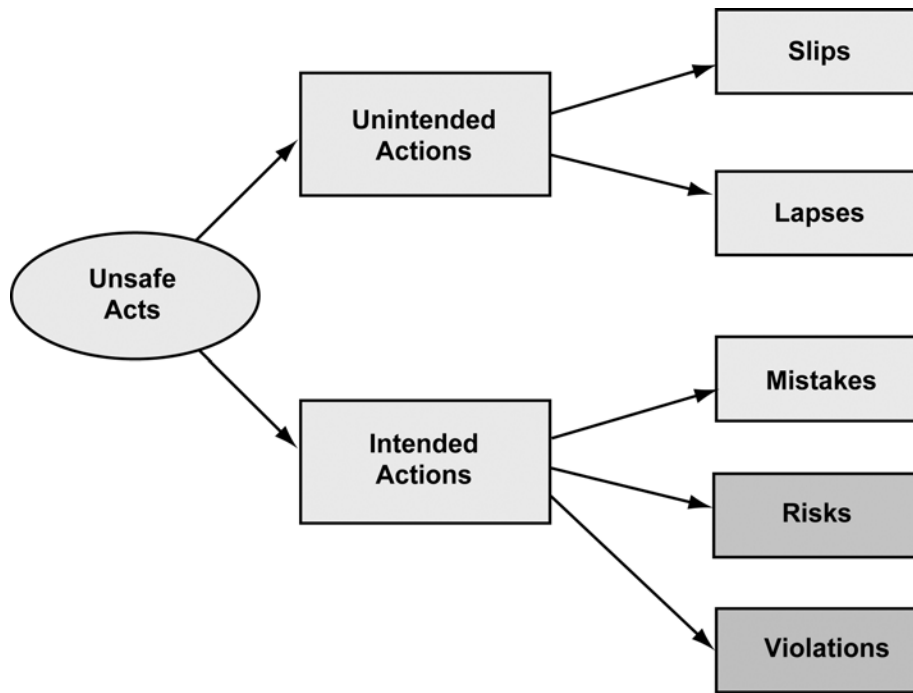 Slips
Unintended
Actions
Lapses
Unsafe
Acts
Mistakes
Intended
Actions
Risks
Violations